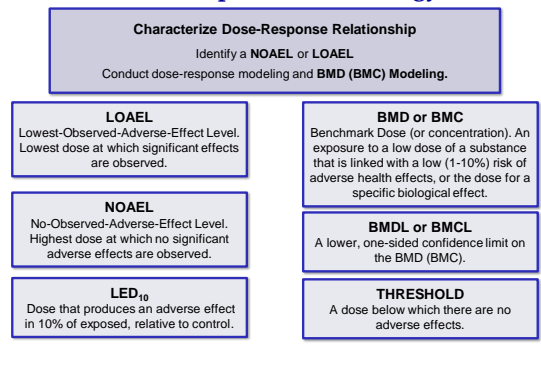 Characterize Dose-Response Relationship
Identify a NOAEL or LOAEL
Conduct dose-response modeling and BMD (BMC) Modeling.
LOAEL
Lowest-Observed-Adverse-Effect Level.
Lowest dose at which significant effects
are observed.
NOAEL
No-Observed-Adverse-Effect Level.
Highest dose at which no significant
adverse effects are observed.
LED10
Dose that produces an adverse effect
in 10% of exposed, relative to control.
BMD or BMC
Benchmark Dose (or concentration). An
exposure to a low dose of a substance
that is linked with a low (1-10%) risk of
adverse health effects, or the dose for a
specific biological effect.
BMDL or BMCL
A lower, one-sided confidence limit on
the BMD (BMC).
THRESHOLD
A dose below which there are no
adverse effects.